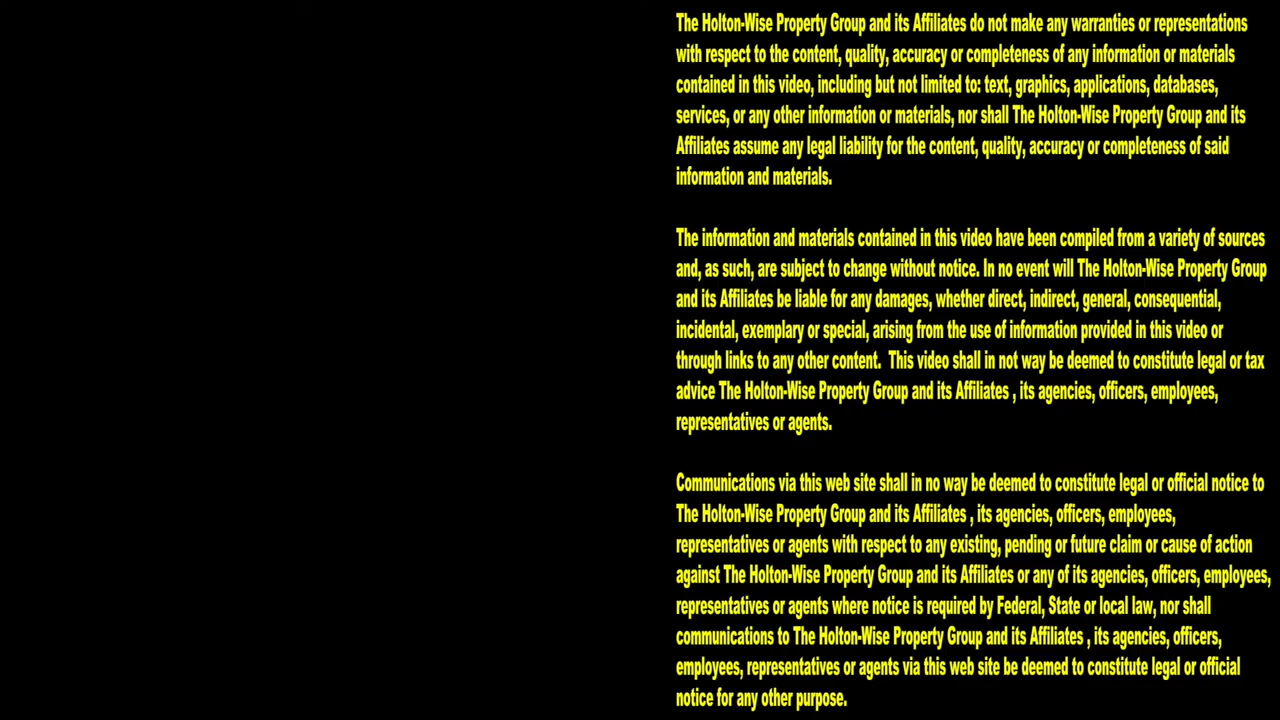 The Holton-Wise Property Group and its Affiliates do not make any warranties or representations
with respect to the content, quality, accuracy or completeness of any information or materials
contained in this video, including but not limited to: text, graphics, applications, databases,
services, or any other information or materials, nor shall The Holton-Wise Property Group and its
Affiliates assume any legal liability for the content, quality, accuracy or completeness of said
information and materials.
The information and materials contained in this video have been compiled from a variety of sources
and, as such, are subject to change without notice. In no event will The Holton-Wise Property Group
and its Affiliates be liable for any damages, whether direct, indirect, general, consequential,
incidental, exemplary or special, arising from the use of information provided in this video or
through links to any other content.  This video shall in not way be deemed to constitute legal or tax
advice The Holton-Wise Property Group and its Affiliates , its agencies, officers, employees,
representatives or agents.
Communications via this web site shall in no way be deemed to constitute legal or official notice to
The Holton-Wise Property Group and its Affiliates , its agencies, officers, employees,
representatives or agents with respect to any existing, pending or future claim or cause of action
against The Holton-Wise Property Group and its Affiliates or any of its agencies, officers, employees,
representatives or agents where notice is required by Federal, State or local law, nor shall
communications to The Holton-Wise Property Group and its Affiliates , its agencies, officers,
employees, representatives or agents via this web site be deemed to constitute legal or official
notice for any other purpose.